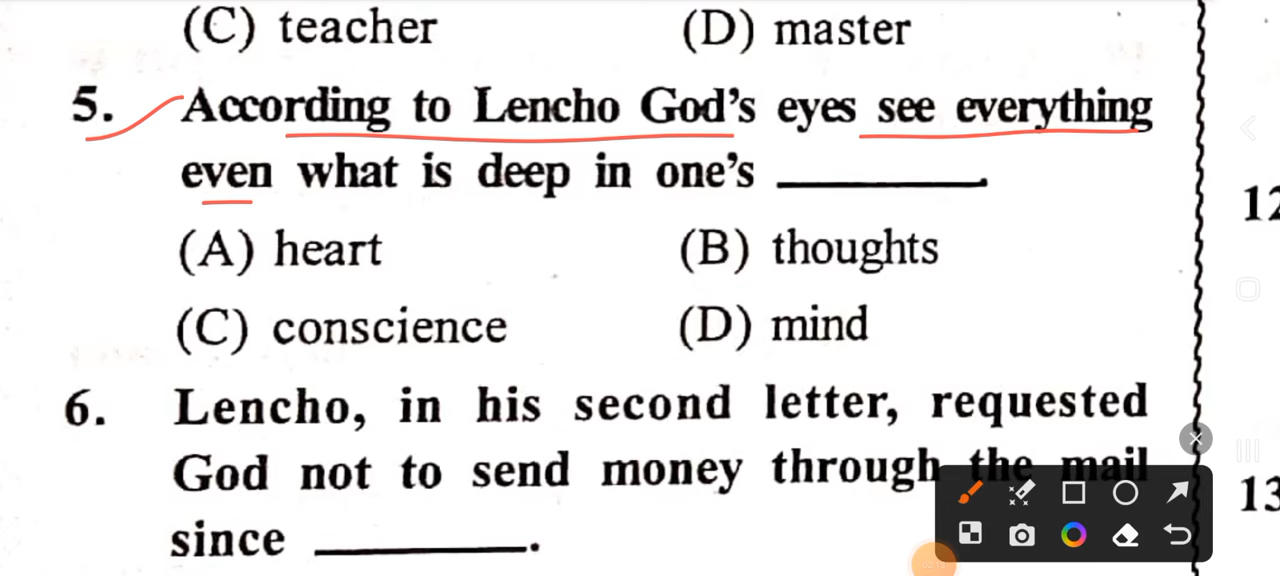 (C) teacher (D) master
5. According to Lencho God's eyes see everything
even what is deep in one's ________.
(A) heart (B) thoughts
(C) conscience (D) mind
6. Lencho, in his second letter, requested
God not to send money through the mail
since ________.
12
13